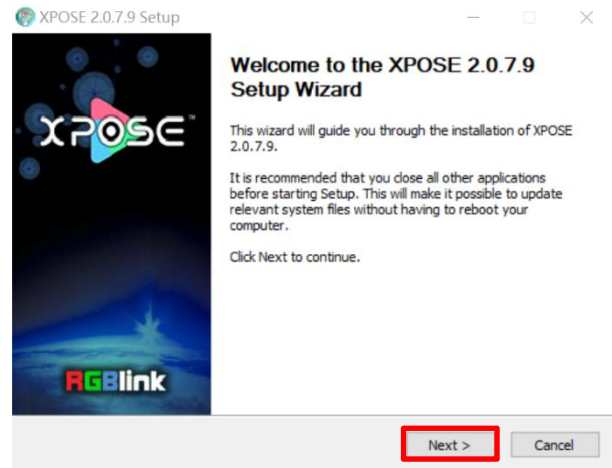 XPOSE 2.0.7.9 Setup
XPOSE™
RGBlink
Welcome to the XPOSE 2.0.7.9
Setup Wizard
This wizard will guide you through the installation of XPOSE
2.0.7.9.
It is recommended that you close all other applications
before starting Setup. This will make it possible to update
relevant system files without having to reboot your
computer.
Click Next to continue.
Next >
Cancel